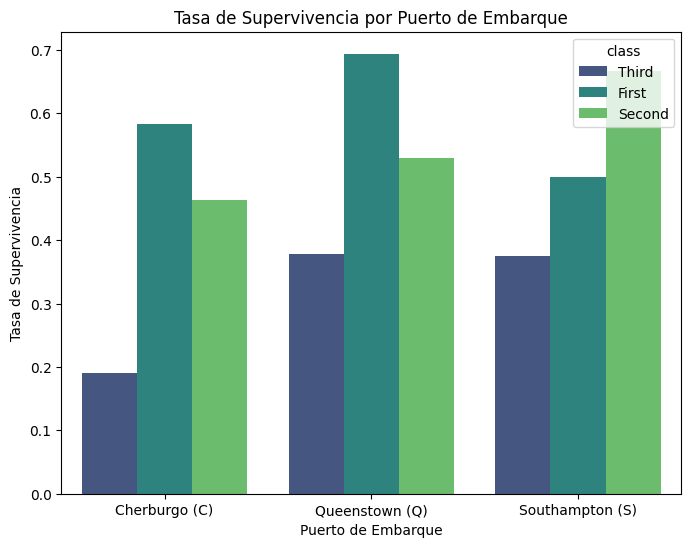 Tasa de Supervivencia por Puerto de Embarque
class
Third
First
Second
Tasa de Supervivencia
0.7
0.6
0.5
0.4
0.3
0.2
0.1
0.0
Cherburgo (C)
Queenstown (Q)
Southampton (S)
Puerto de Embarque